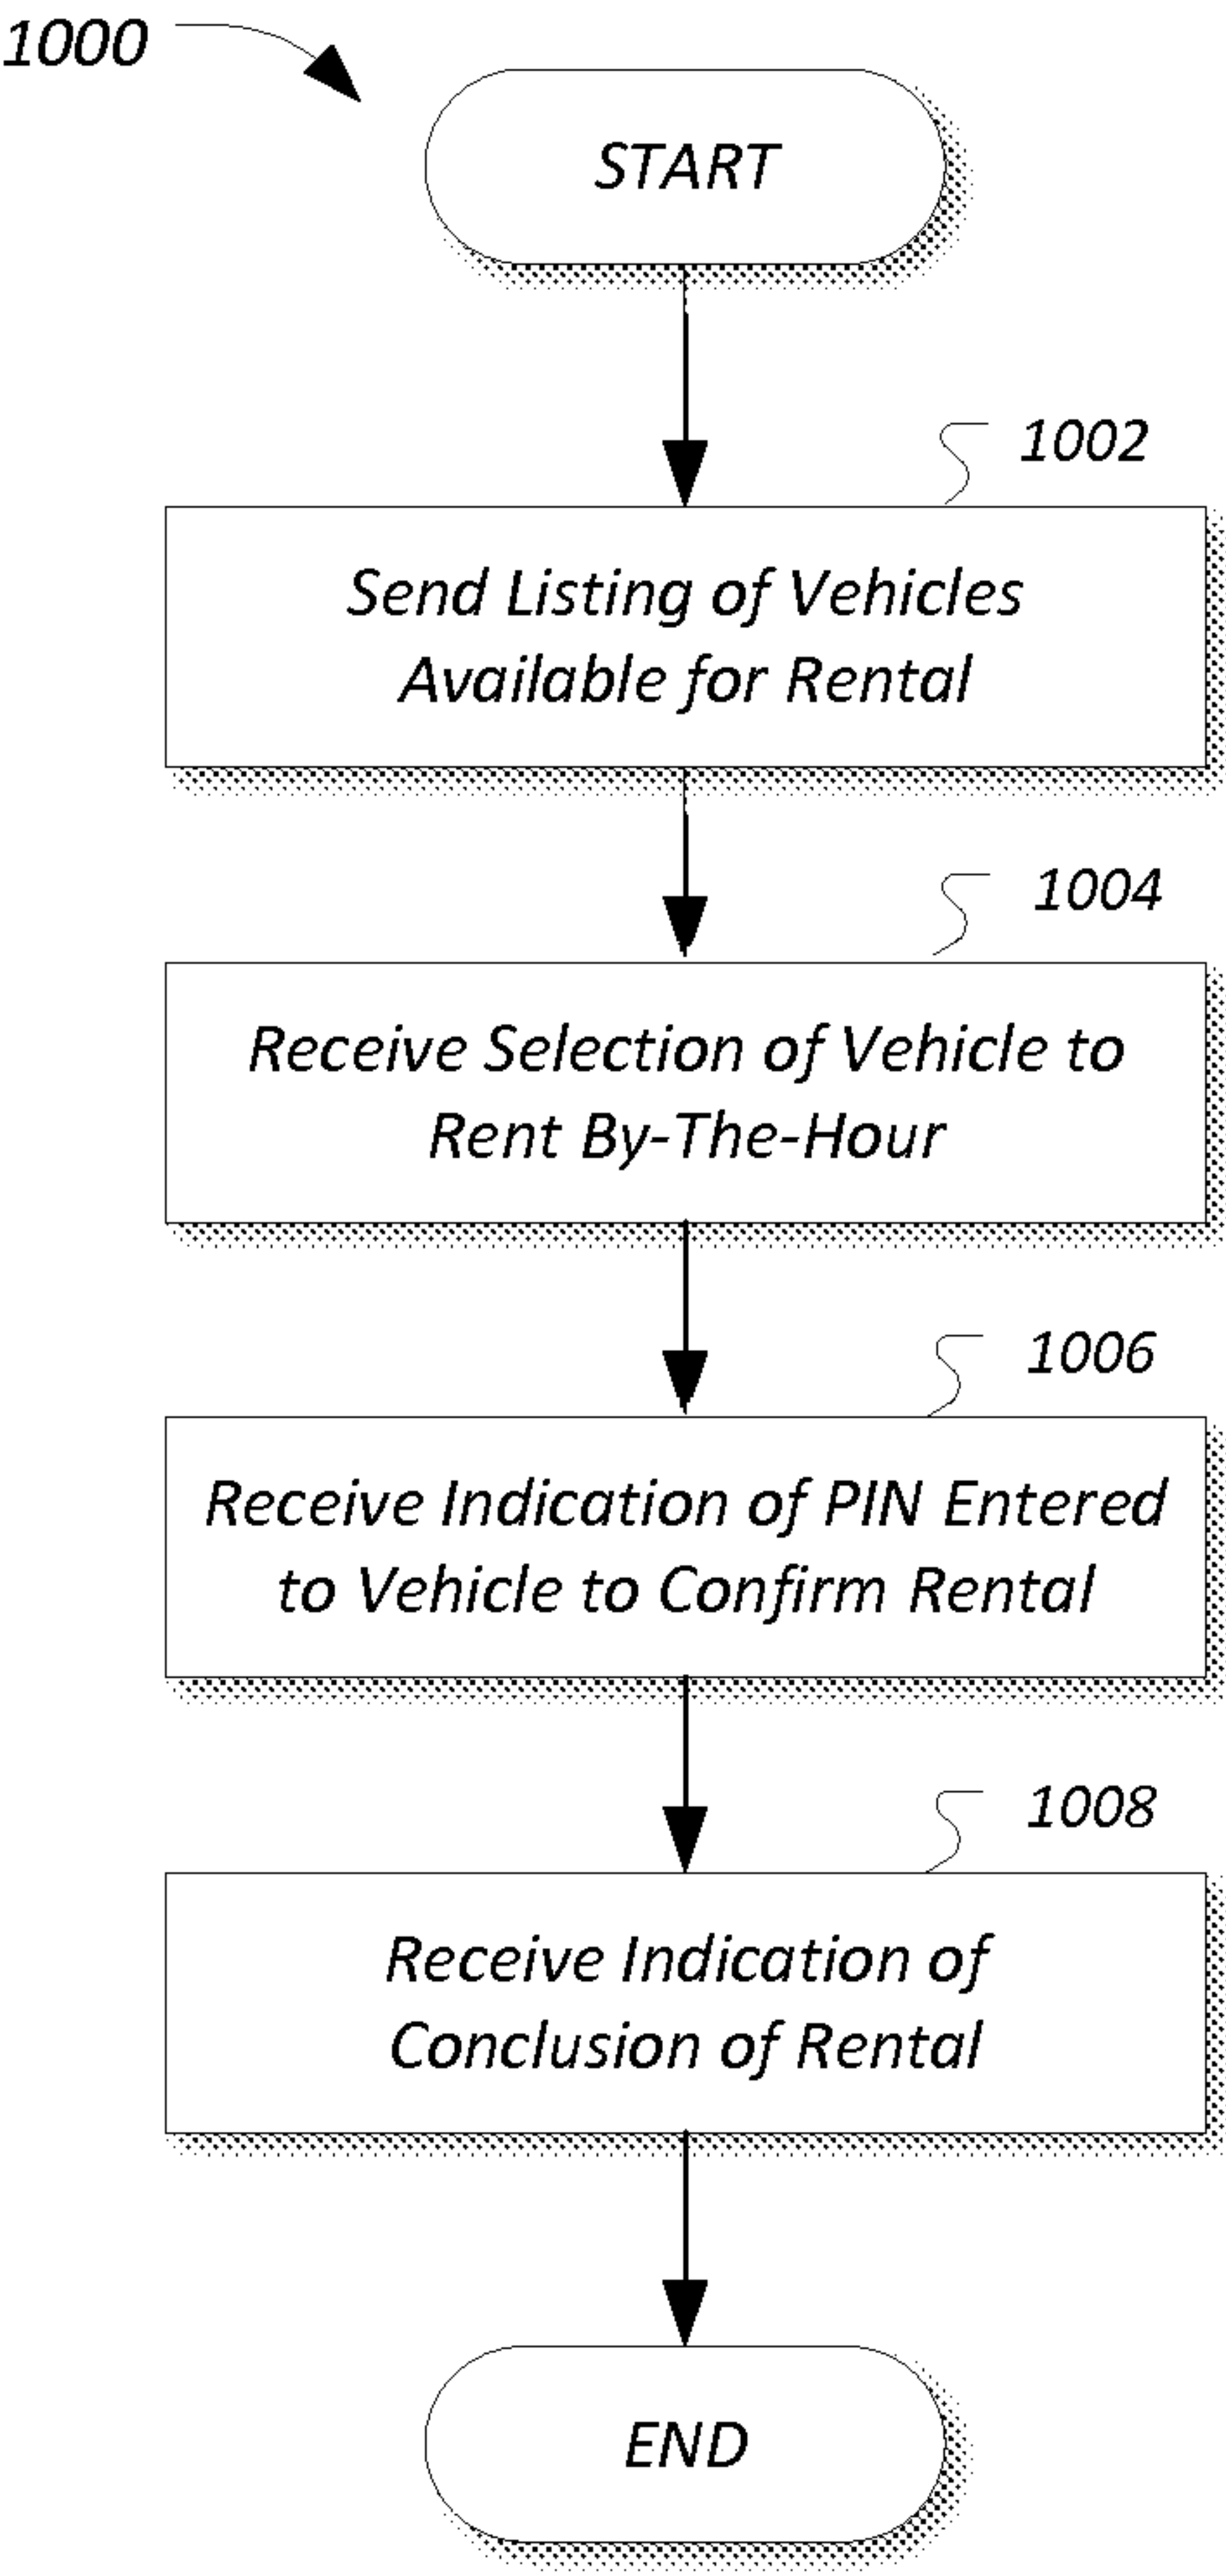 1000
START
1002
Send Listing of Vehicles
Available for Rental
1004
Receive Selection of Vehicle to
Rent By-The-Hour
1006
Receive Indication of PIN Entered
to Vehicle to Confirm Rental
1008
Receive Indication of
Conclusion of Rental
END